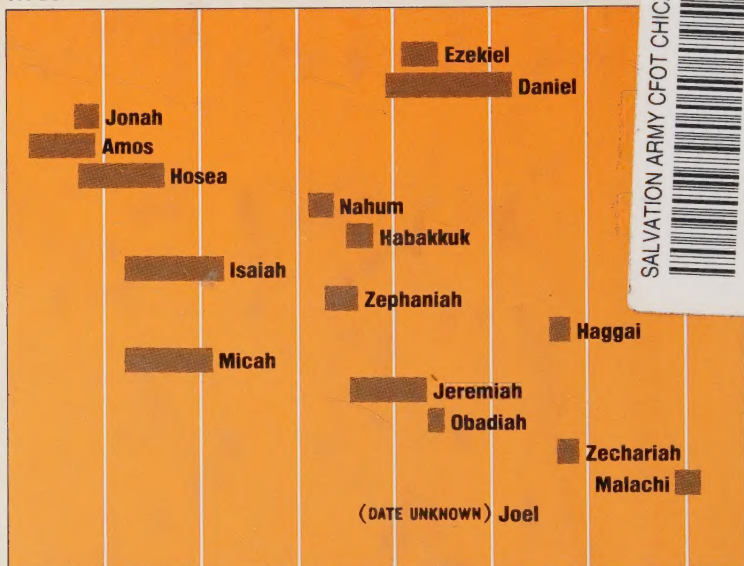 Ezekiel
Daniel
Jonah
Amos
Hosea
Nahum
Habakkuk
Isaiah
Zephaniah
Haggai
Micah
Jeremiah
Obadiah
Zechariah
Malachi
(DATE UNKNOWN) Joel
SALVATION ARMY CFOT